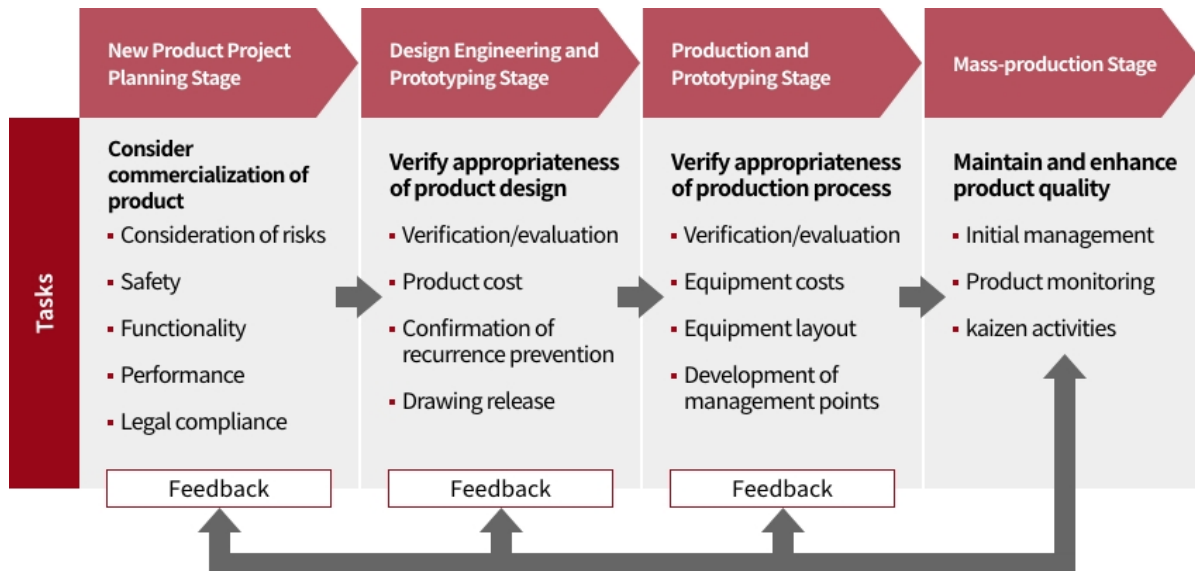 New Product Project
Planning Stage
Design Engineering and
Prototyping Stage
Production and
Prototyping Stage
Mass-production Stage
Tasks
Consider
commercialization of
product
▪ Consideration of risks
▪ Safety
▪ Functionality
▪ Performance
▪ Legal compliance
Feedback
Verify appropriateness
of product design
▪ Verification/evaluation
▪ Product cost
▪ Confirmation of
recurrence prevention
▪ Drawing release
Feedback
Verify appropriateness
of production process
▪ Verification/evaluation
▪ Equipment costs
▪ Equipment layout
▪ Development of
management points
Feedback
Maintain and enhance
product quality
▪ Initial management
▪ Product monitoring
▪ kaizen activities